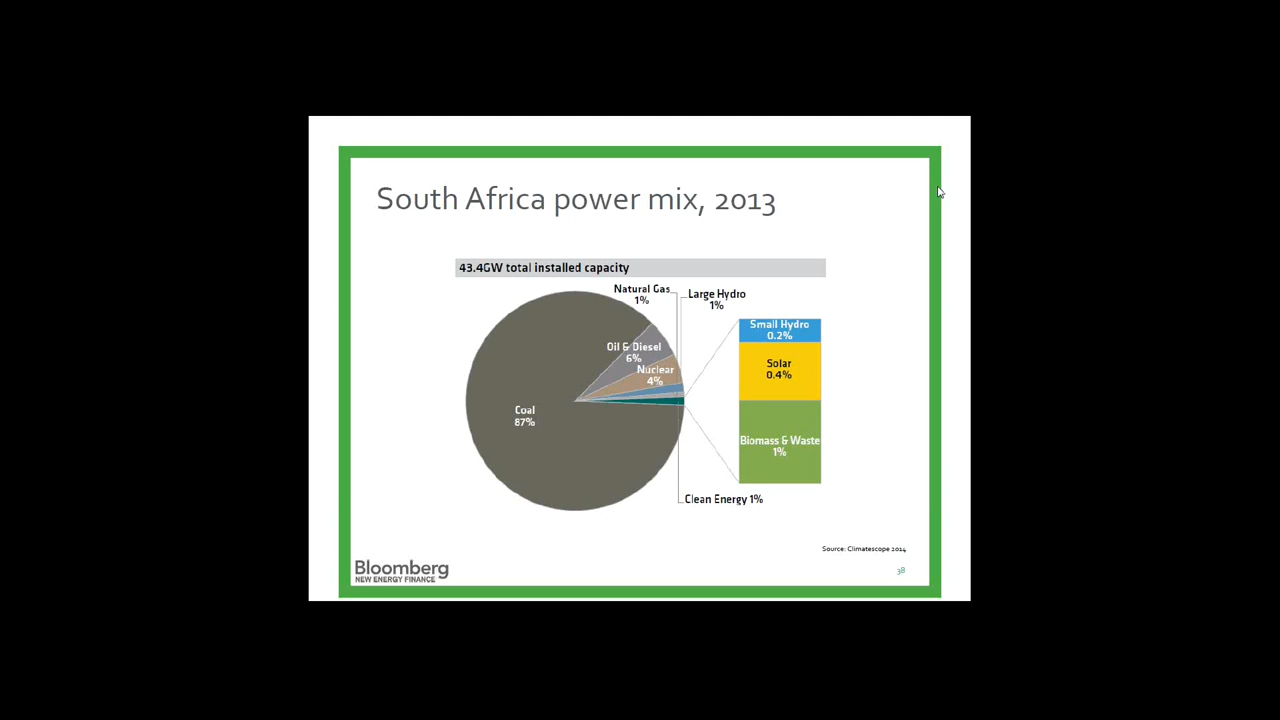 South Africa power mix, 2013
43.4GW total installed capacity
Natural Gas
1%
Large Hydro
1%
Small Hydro
0.2%
Oil & Diesel
6%
Solar
0.4%
Nuclear
4%
Coal
87%
Biomass & Waste
1%
Clean Energy 1%
Source: Climatescope 2014
Bloomberg
NEW ENERGY FINANCE
38